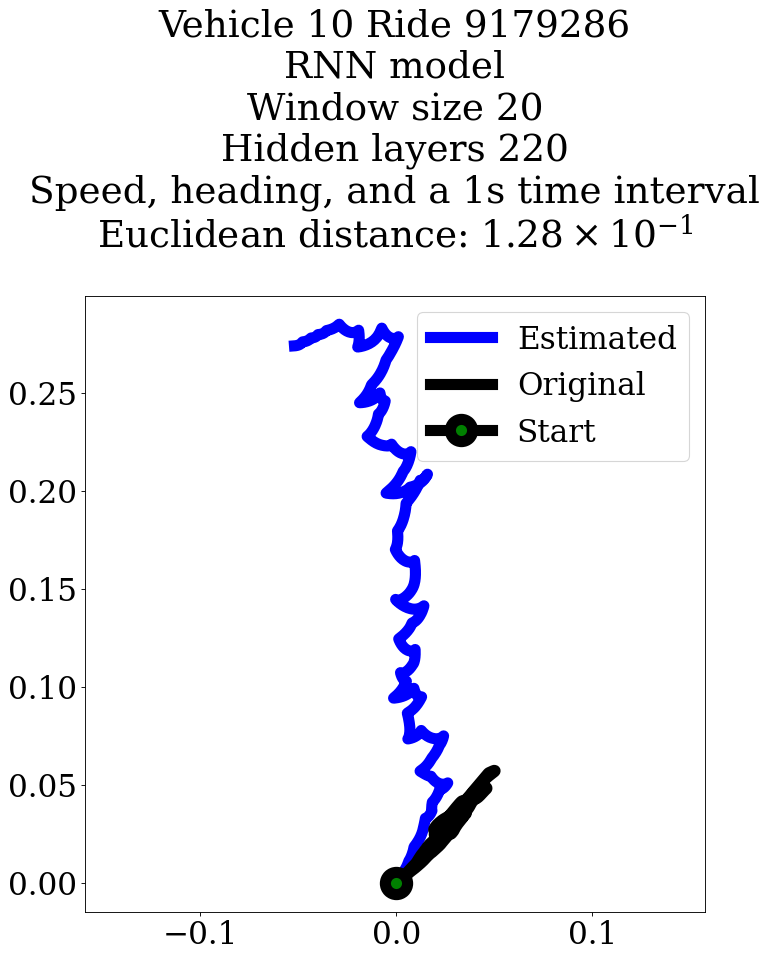 Vehicle 10 Ride 9179286
RNN model
Window size 20
Hidden layers 220
Speed, heading, and a 1s time interval
Euclidean distance: 1.28 × 10⁻¹
Estimated
Original
Start
0.25
0.20
0.15
0.10
0.05
0.00
−0.1 0.0 0.1